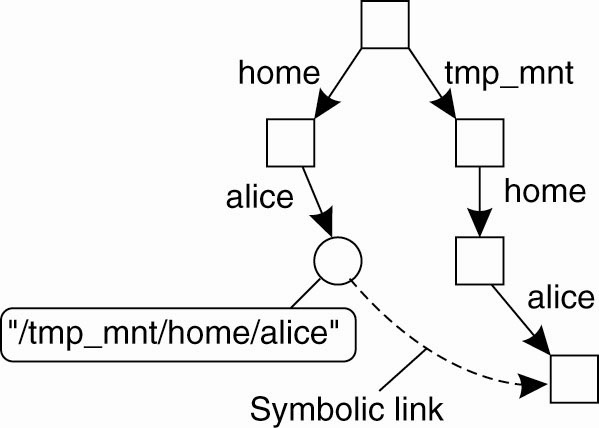 home
tmp_mnt
alice
home
"/tmp_mnt/home/alice"
alice
Symbolic link